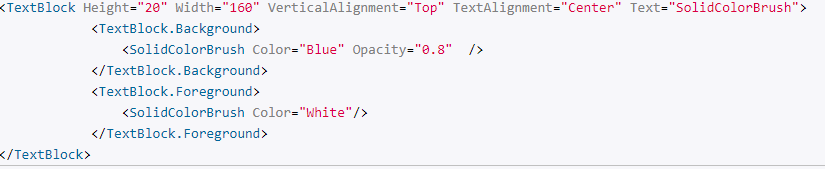 <TextBlock Height="20" Width="160" VerticalAlignment="Top" TextAlignment="Center" Text="SolidColorBrush">
<TextBlock.Background>
<SolidColorBrush Color="Blue" Opacity="0.8"  />
</TextBlock.Background>
<TextBlock.Foreground>
<SolidColorBrush Color="White"/>
</TextBlock.Foreground>
</TextBlock>